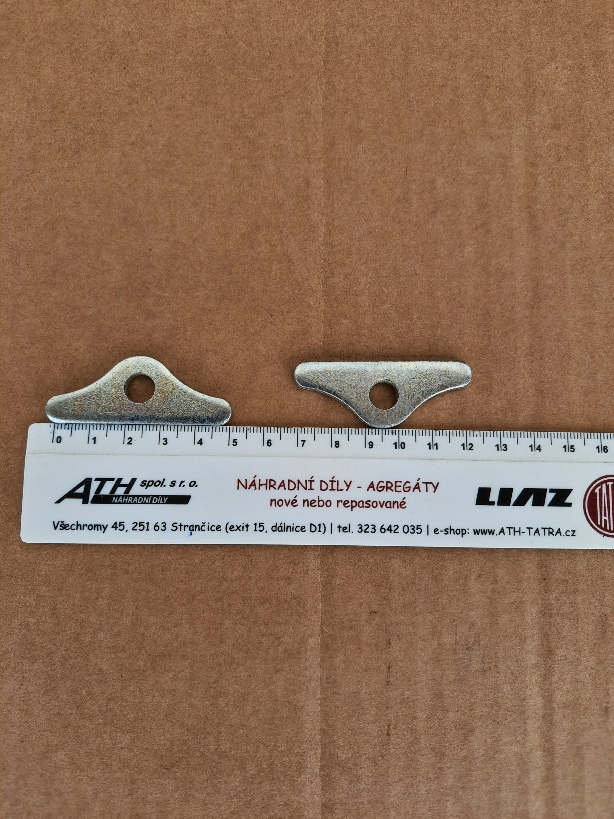 0 1 2 3 4 5 6 7 8 9 10 11 12 13 14 15 16
ATH spol. s r. o.
NÁHRADNÍ DÍLY
NÁHRADNÍ DÍLY - AGREGÁTY
nové nebo repasované
LIAZ
TAT
Všechromy 45, 251 63 Strančice (exit 15, dálnice D1) | tel. 323 642 035 | e-shop: www.ATH-TATRA.cz